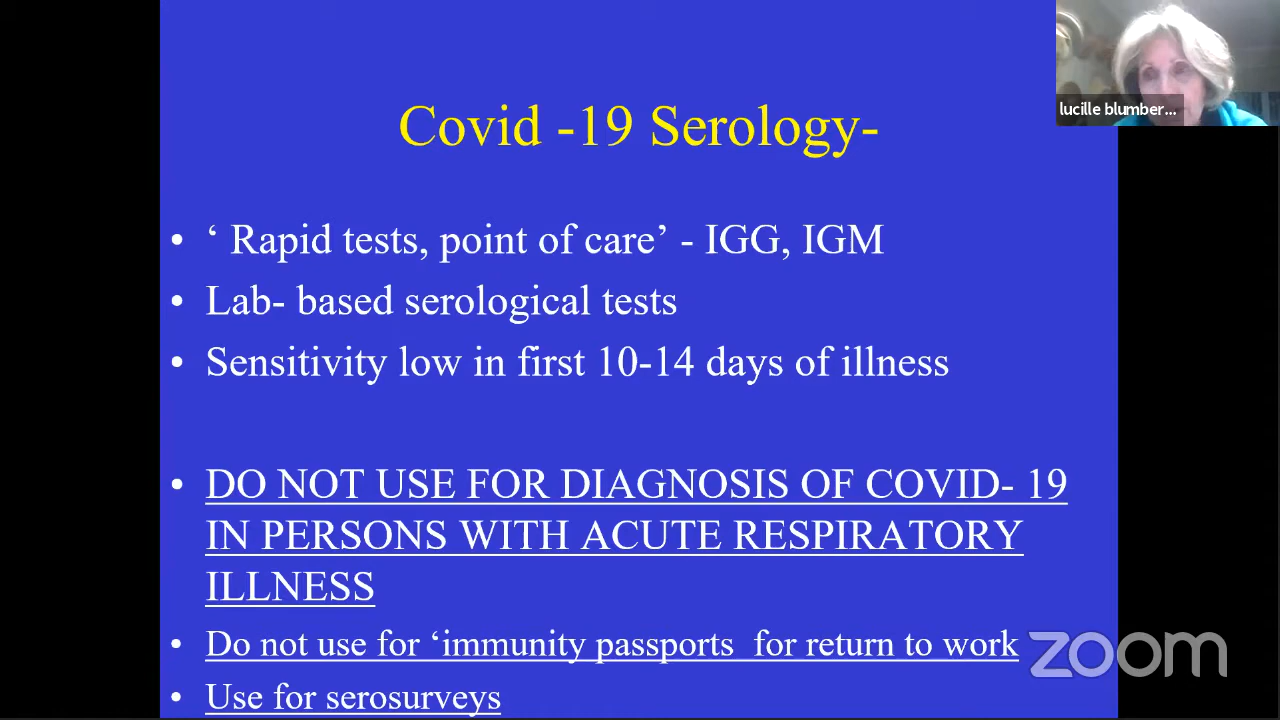 lucille blumber...
Covid -19 Serology-
• ‘ Rapid tests, point of care’ - IGG, IGM
• Lab- based serological tests
• Sensitivity low in first 10-14 days of illness
• DO NOT USE FOR DIAGNOSIS OF COVID- 19
IN PERSONS WITH ACUTE RESPIRATORY
ILLNESS
• Do not use for ‘immunity passports  for return to work
• Use for serosurveys
zoom